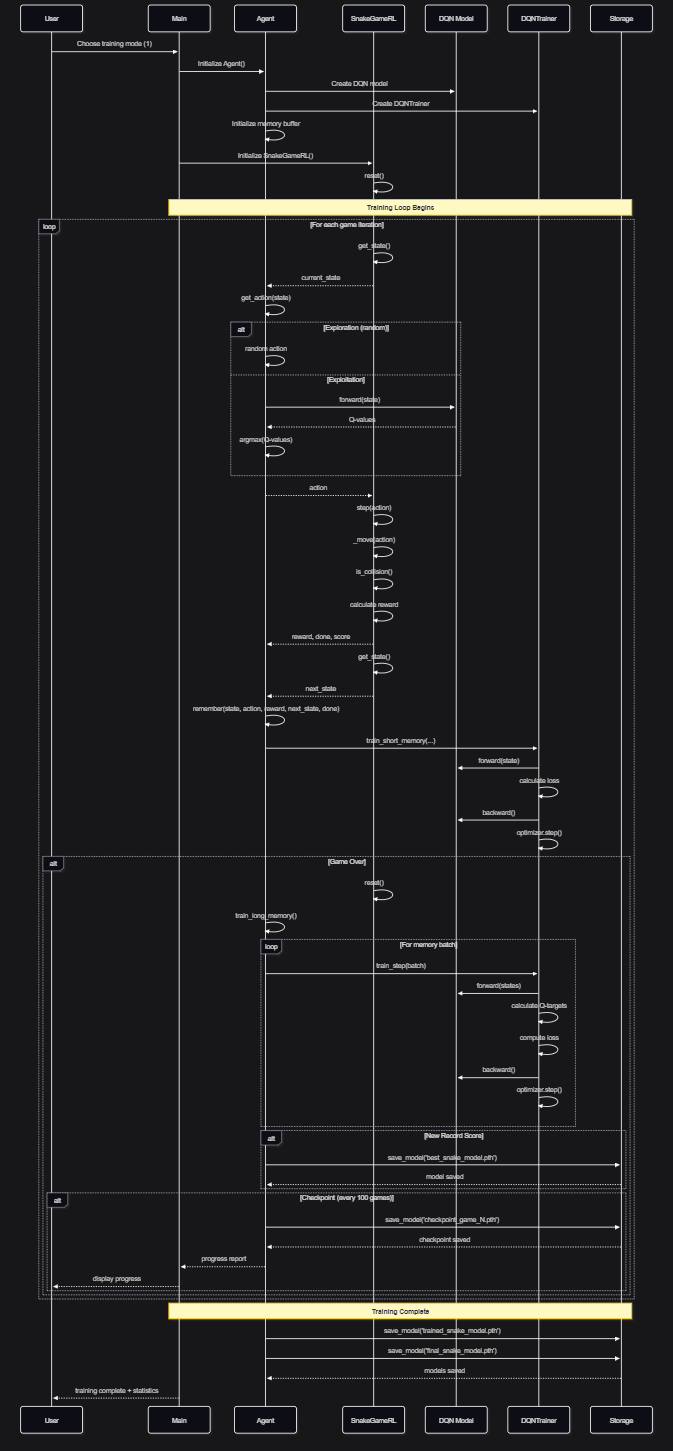 User Main Agent SnakeGameRL DQN Model DQNTrainer Storage
Choose training mode (1)
Initialize Agent()
Create DQN model
Create DQNTrainer
Initialize memory buffer
Initialize SnakeGameRL()
reset()
Training Loop Begins
loop [For each game iteration]
get_state()
current_state
get_action(state)
alt [Exploration (random)]
random action
[Exploitation]
forward(state)
Q-values
argmax(Q-values)
action
step(action)
_move(action)
is_collision()
calculate reward
reward, done, score
get_state()
next_state
remember(state, action, reward, next_state, done)
train_short_memory(...)
forward(state)
calculate loss
backward()
optimizer.step()
alt [Game Over]
reset()
train_long_memory()
loop [For memory batch]
train_step(batch)
forward(states)
calculate Q-targets
compute loss
backward()
optimizer.step()
alt [New Record Score]
save_model('best_snake_model.pth')
model saved
alt [Checkpoint (every 100 games)]
save_model('checkpoint_game_N.pth')
checkpoint saved
progress report
display progress
Training Complete
save_model('trained_snake_model.pth')
save_model('final_snake_model.pth')
models saved
training complete + statistics
User Main Agent SnakeGameRL DQN Model DQNTrainer Storage